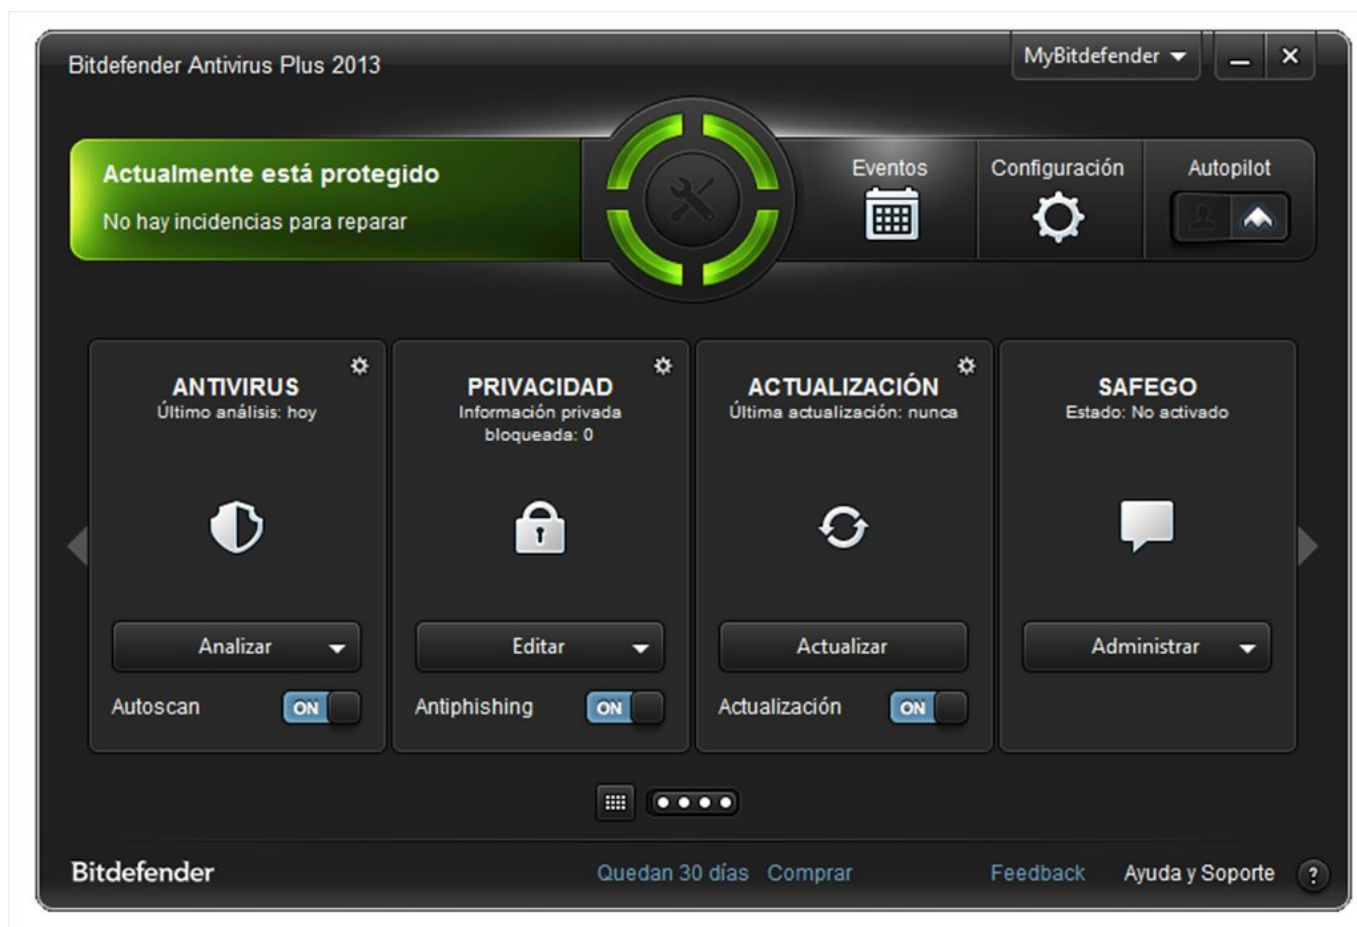 Bitdefender Antivirus Plus 2013
MyBitdefender
Actualmente está protegido
No hay incidencias para reparar
Eventos
Configuración
Autopilot
ANTIVIRUS
Último análisis: hoy
Analizar
Autoscan
ON
PRIVACIDAD
Información privada
bloqueada: 0
Editar
Antiphishing
ON
ACTUALIZACIÓN
Última actualización: nunca
Actualizar
Actualización
ON
SAFEGO
Estado: No activado
Administrar
Bitdefender
Quedan 30 días
Comprar
Feedback
Ayuda y Soporte
?